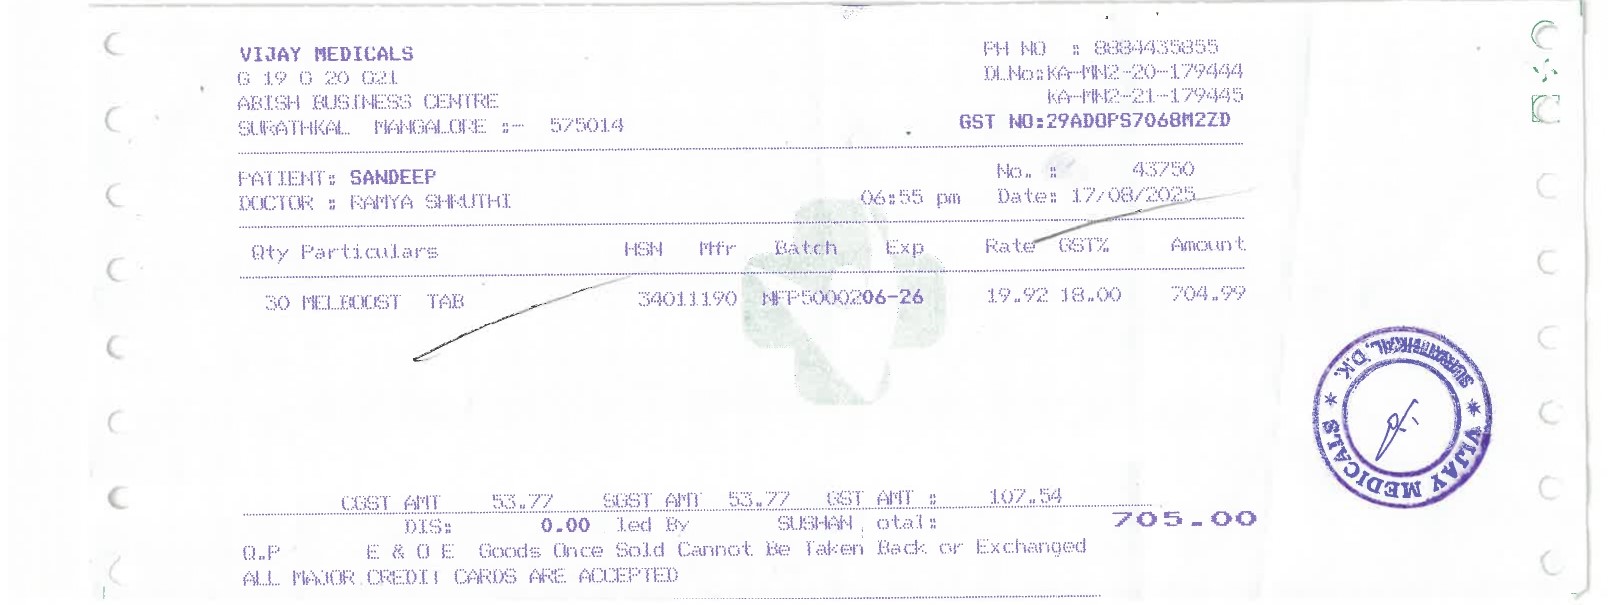 VIJAY MEDICALS
G 19 O 20 O21
ABISH BUSINESS CENTRE
SURATHKAL MANGALORE :- 575014
PH NO : 8884435855
DLNo:KA-MN2-20-179444
KA-MN2-21-179445
GST NO:29ADOPS7068M2ZD
PATIENT: SANDEEP
No. : 43750
DOCTOR : RAMYA SHRUTHI 06:55 pm Date: 17/08/2025
Qty Particulars HSN Mfr Batch Exp Rate GST% Amount
30 MELBOOST TAB 34011190 NFP5000206-26 19.92 18.00 704.99
CGST AMT 53.77 SGST AMT 53.77 GST AMT : 107.54
DIS: 0.00 led By SUSHAN otal: 705.00
Q.P E & O E Goods Once Sold Cannot Be Taken Back or Exchanged
ALL MAJOR CREDIT CARDS ARE ACCEPTED
★ VIJAY MEDICALS ★
SURATHKAL, D.K.